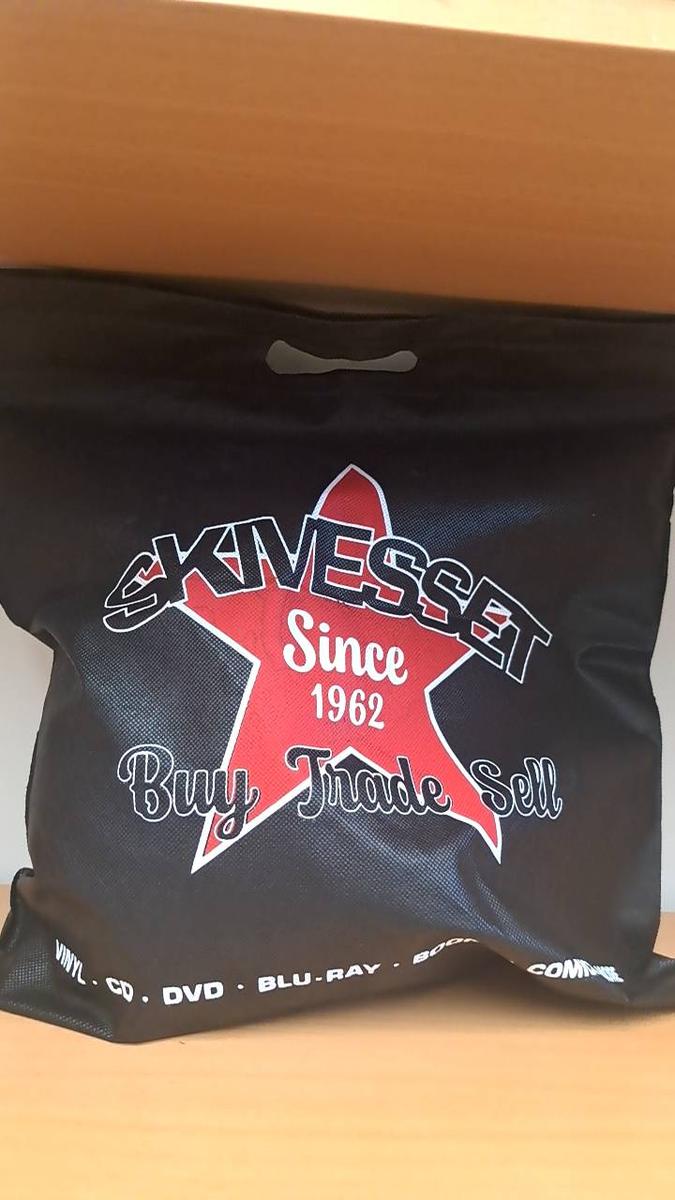 SKIVESSET
Since
1962
Buy Trade Sell
VINYL · CD · DVD · BLU-RAY ·